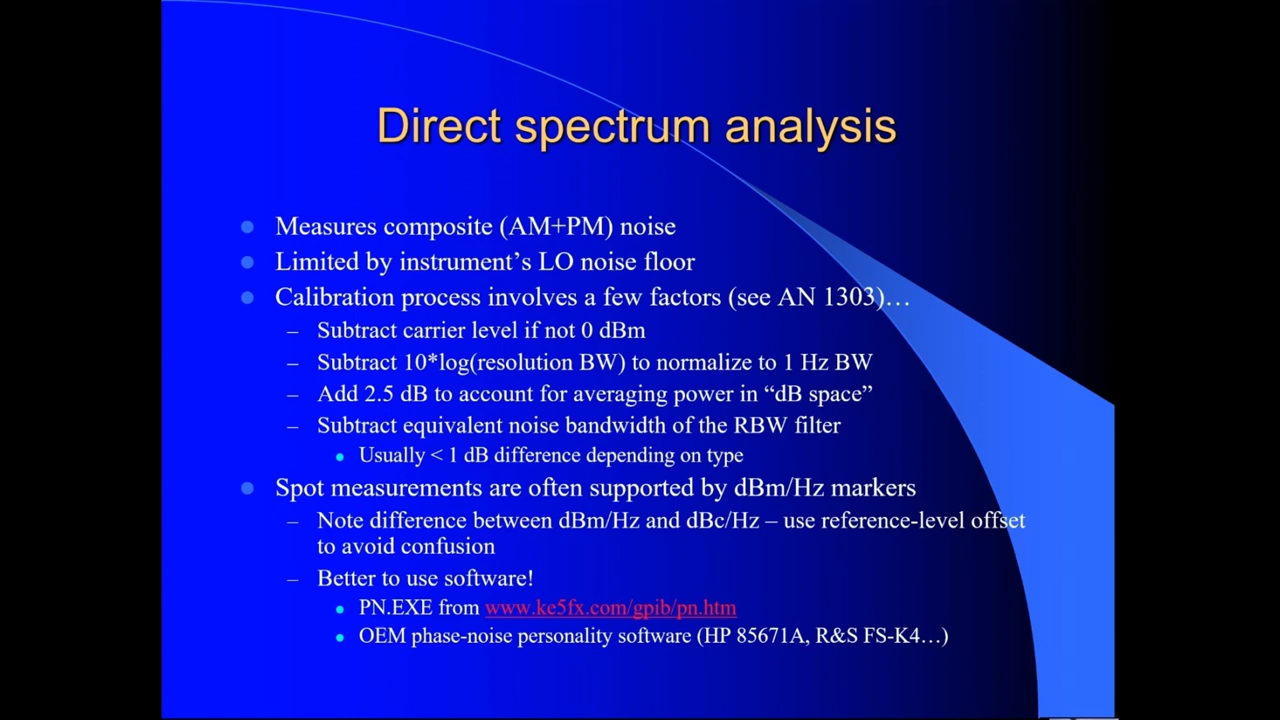 Direct spectrum analysis
Measures composite (AM+PM) noise
Limited by instrument’s LO noise floor
Calibration process involves a few factors (see AN 1303)…
– Subtract carrier level if not 0 dBm
– Subtract 10*log(resolution BW) to normalize to 1 Hz BW
– Add 2.5 dB to account for averaging power in “dB space”
– Subtract equivalent noise bandwidth of the RBW filter
Usually < 1 dB difference depending on type
Spot measurements are often supported by dBm/Hz markers
– Note difference between dBm/Hz and dBc/Hz – use reference-level offset
to avoid confusion
– Better to use software!
PN.EXE from www.ke5fx.com/gpib/pn.htm
OEM phase-noise personality software (HP 85671A, R&S FS-K4…)